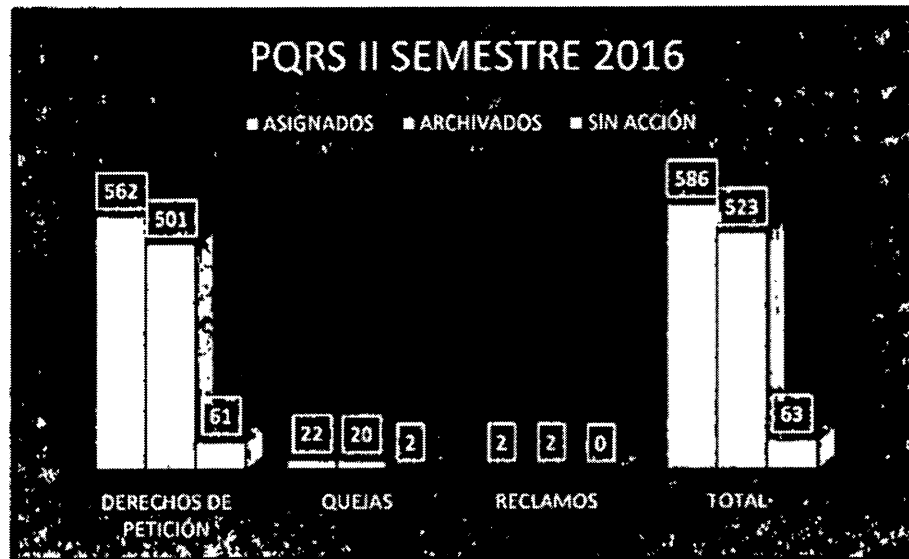 PQRS II SEMESTRE 2016
ASIGNADOS ARCHIVADOS SIN ACCIÓN
562 501 61
22 20 2
2 2 0
586 523 63
DERECHOS DE PETICIÓN
QUEJAS
RECLAMOS
TOTAL